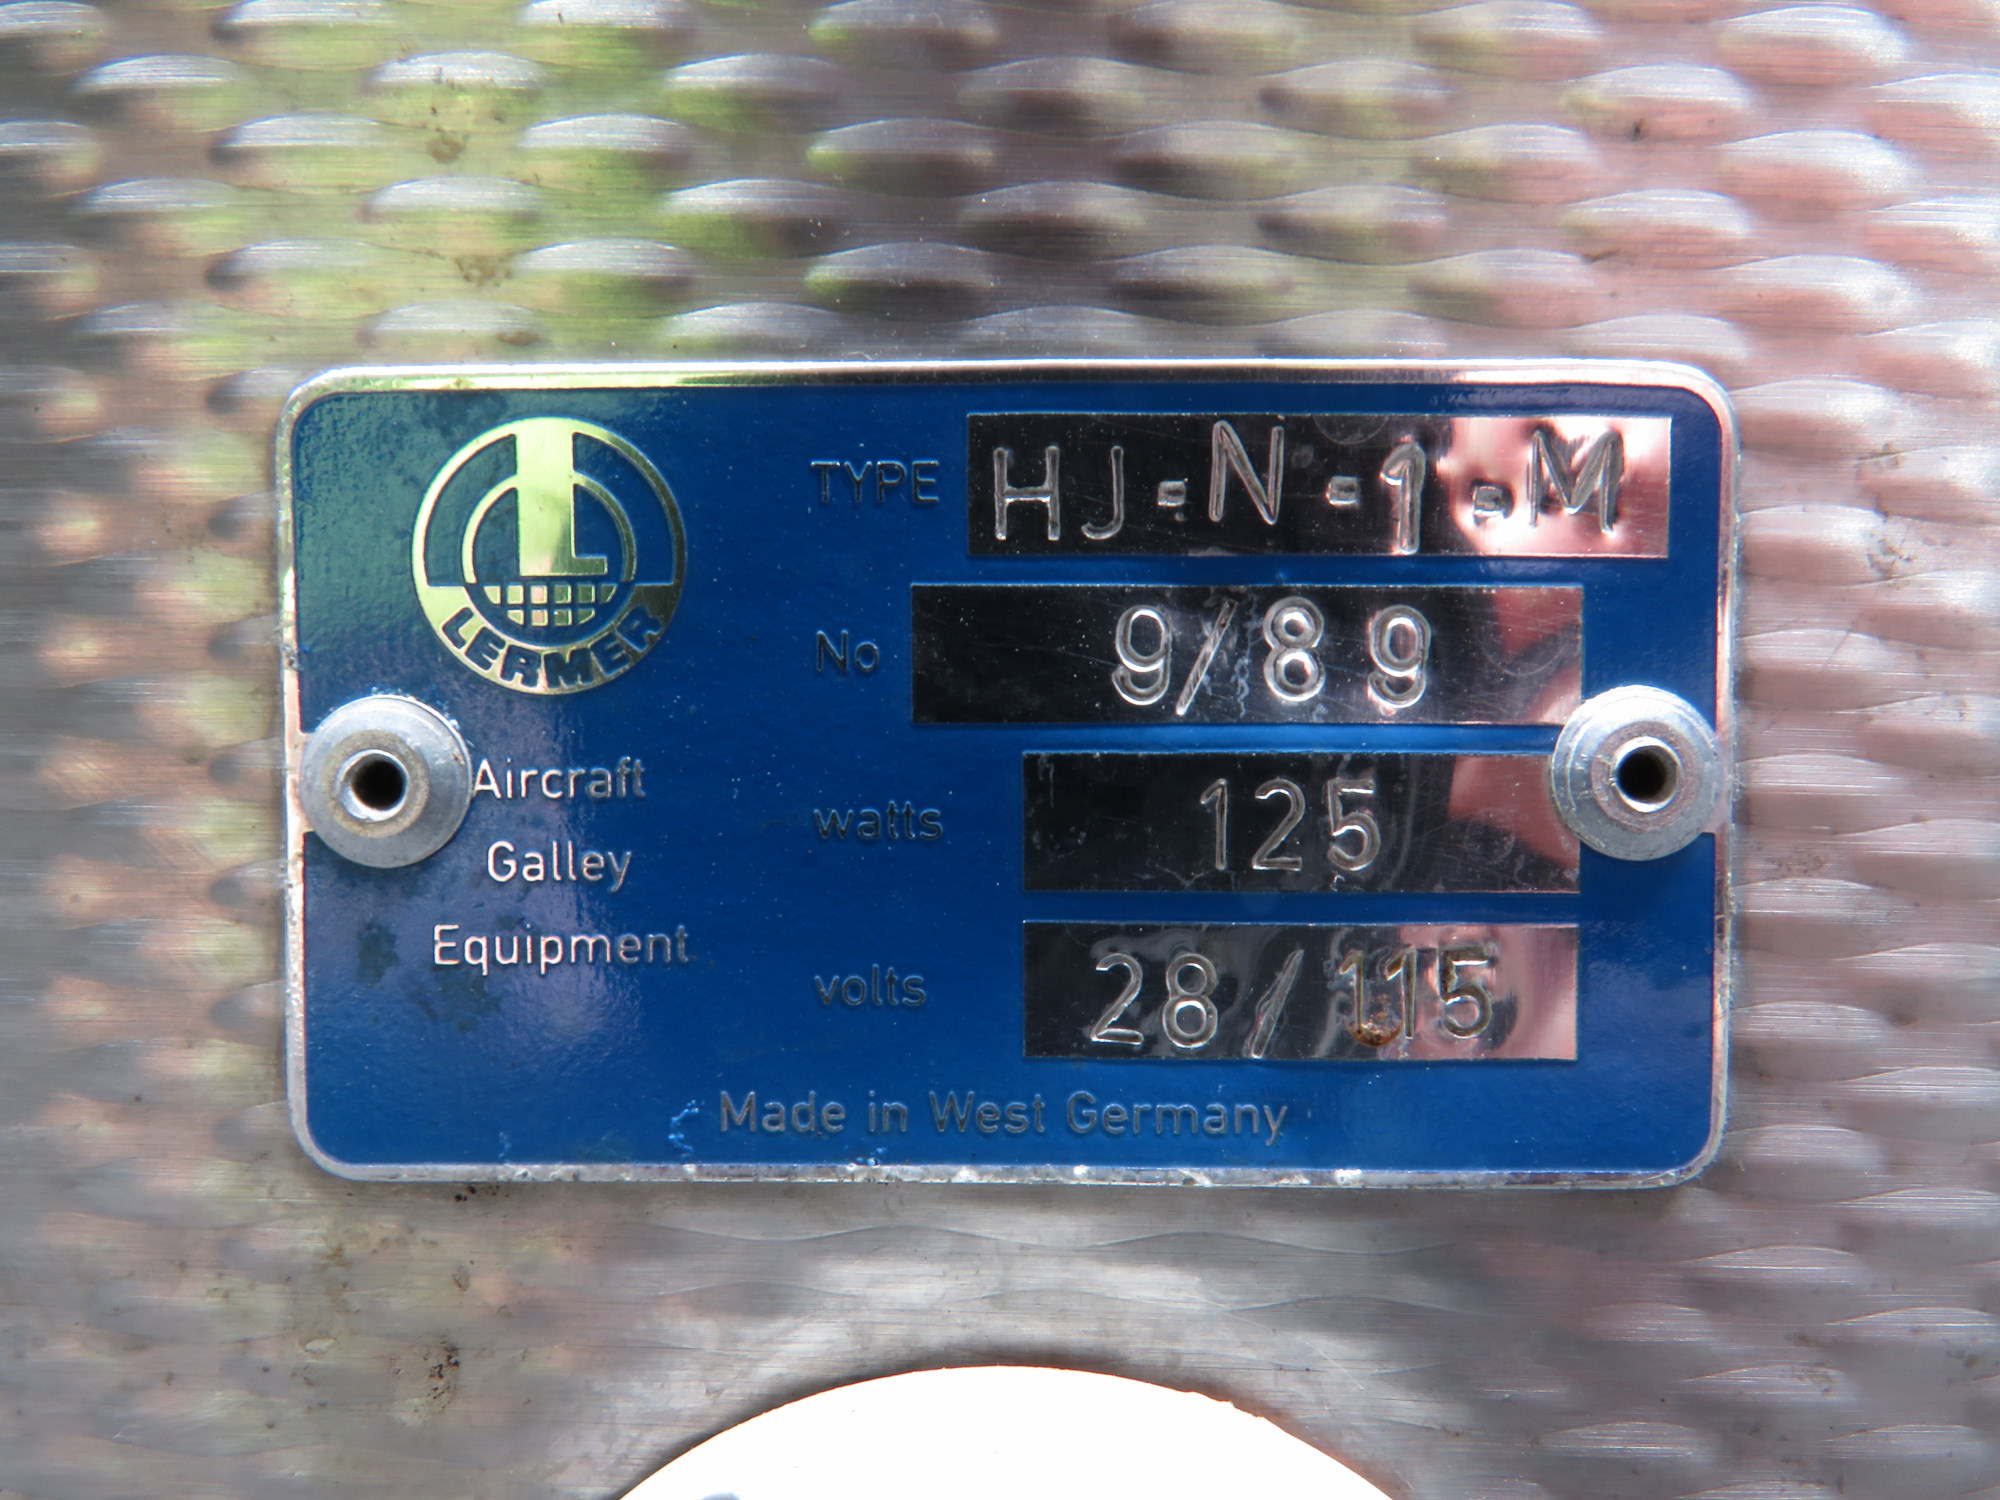 L
LERMER
TYPE HJ-N-1-M
No 9/89
Aircraft
Galley
Equipment
watts 125
volts 28/115
Made in West Germany